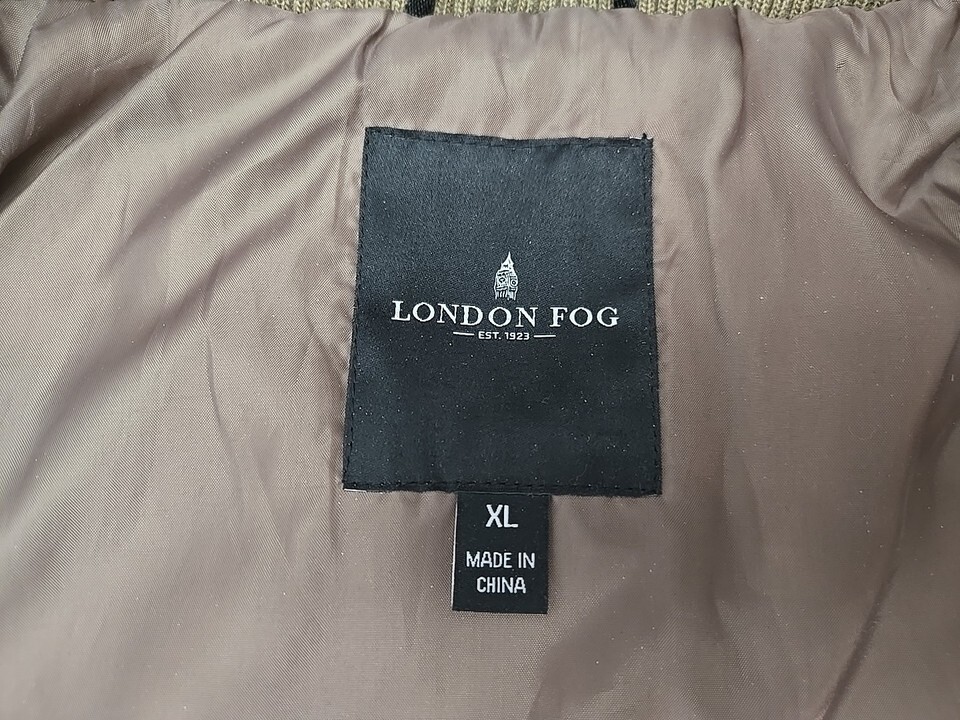 LONDON FOG
EST. 1923
XL
MADE IN
CHINA